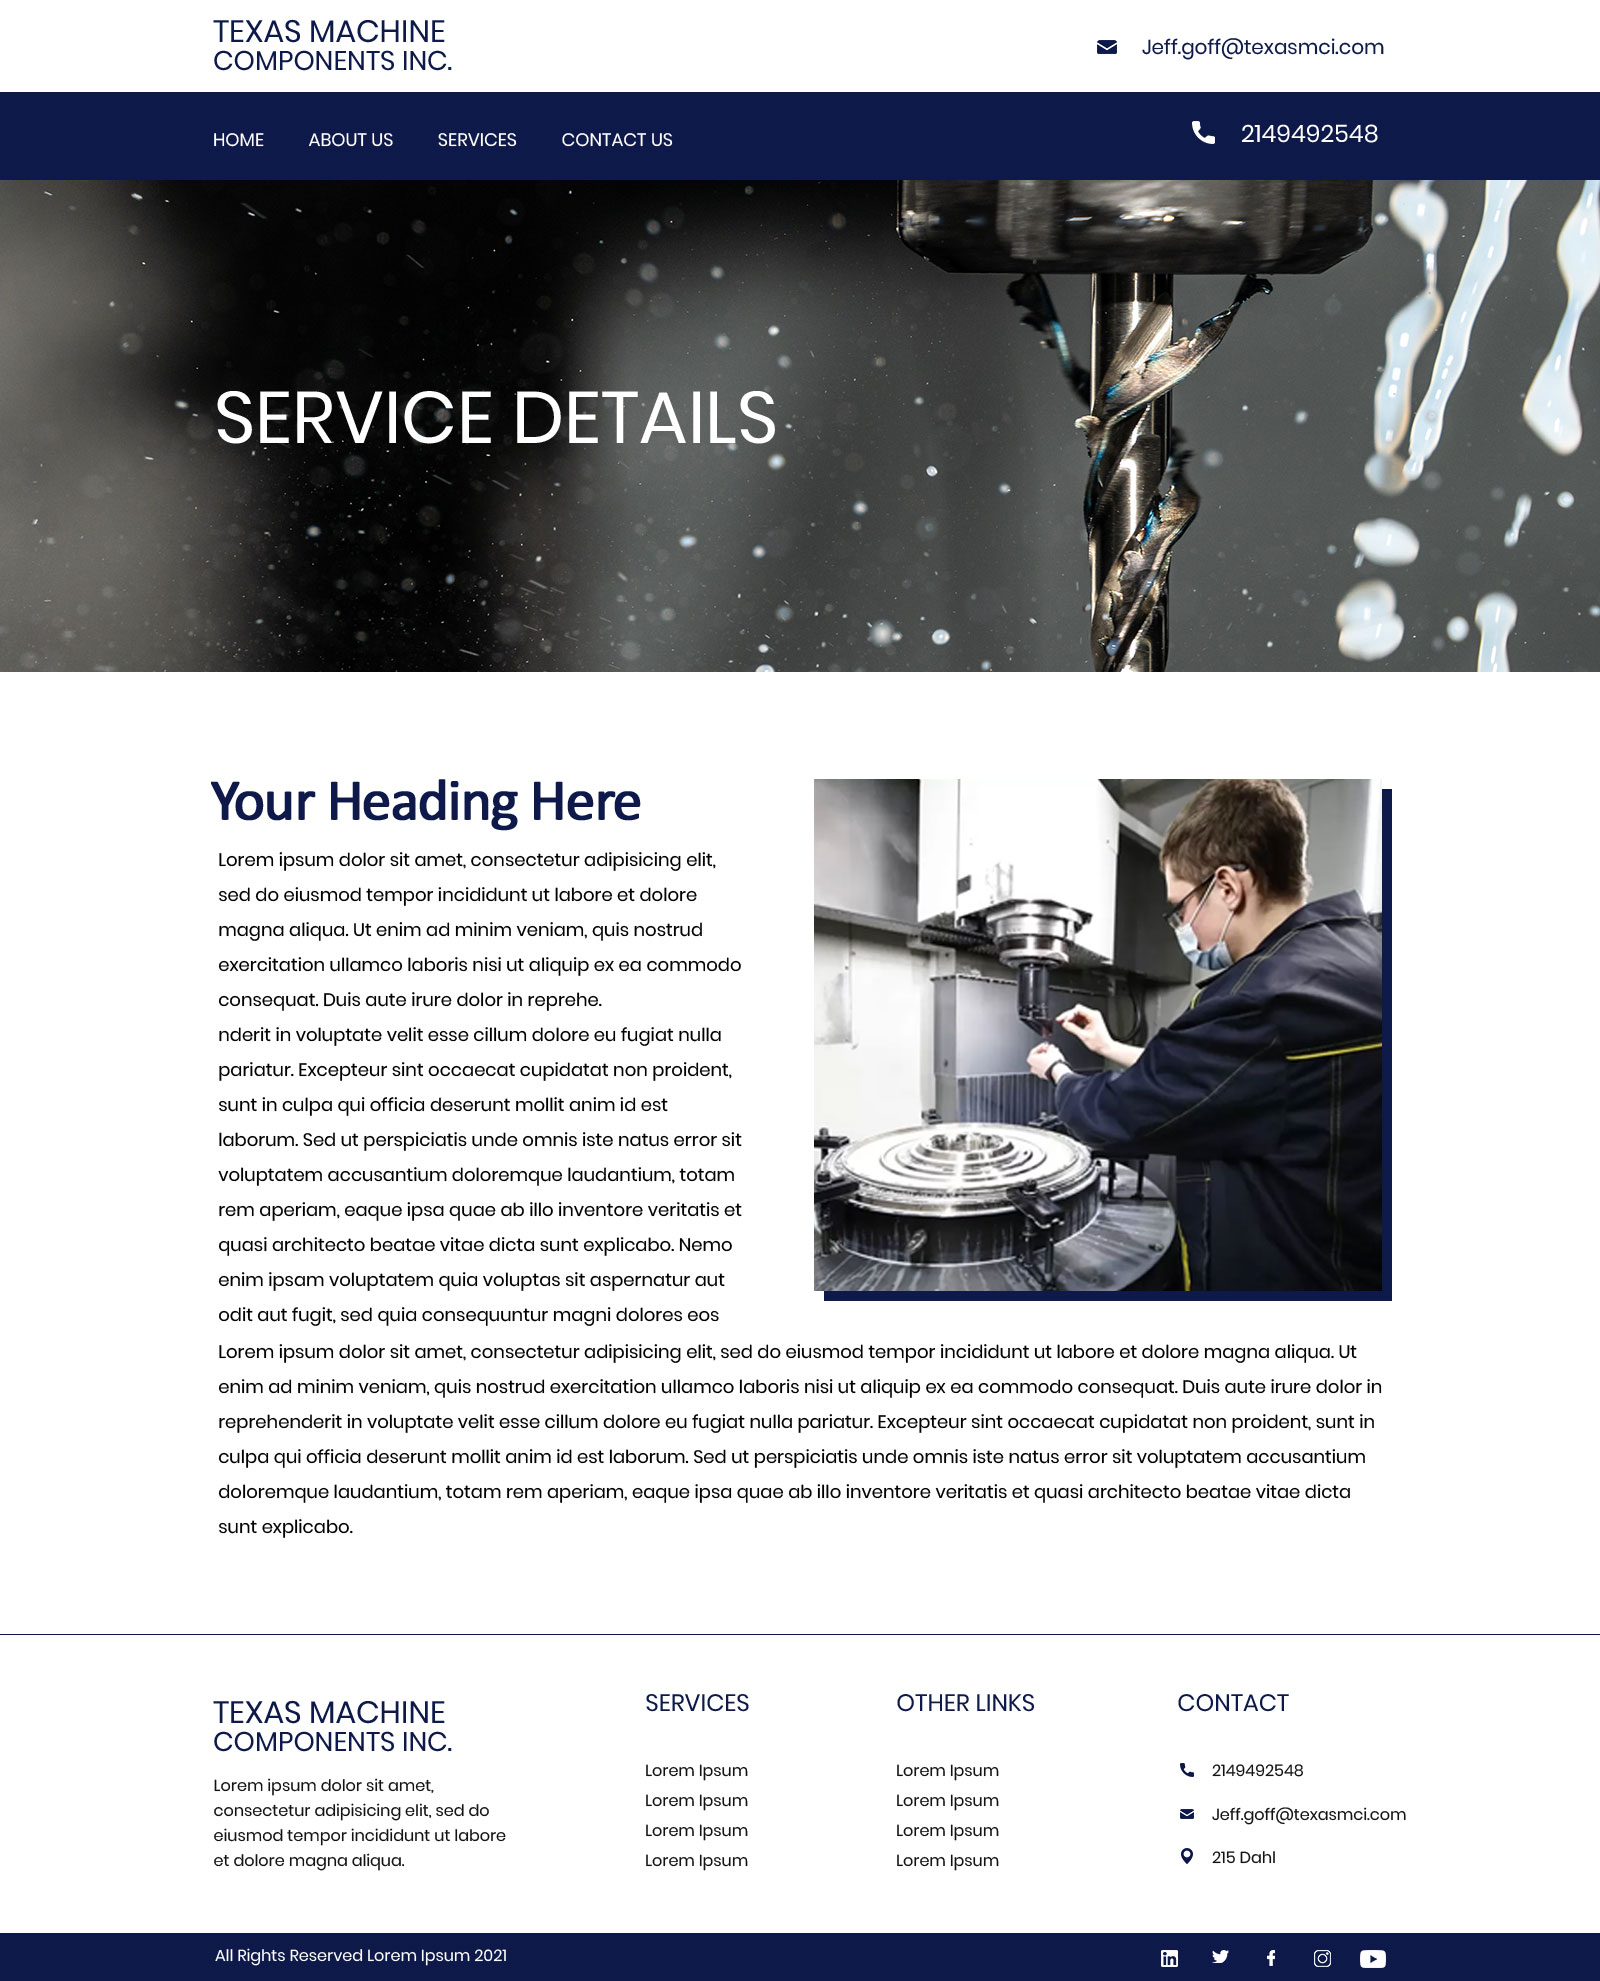 TEXAS MACHINE
COMPONENTS INC.
Jeff.goff@texasmci.com
HOME ABOUT US SERVICES CONTACT US
2149492548
SERVICE DETAILS
Your Heading Here
Lorem ipsum dolor sit amet, consectetur adipisicing elit,
sed do eiusmod tempor incididunt ut labore et dolore
magna aliqua. Ut enim ad minim veniam, quis nostrud
exercitation ullamco laboris nisi ut aliquip ex ea commodo
consequat. Duis aute irure dolor in reprehe.
nderit in voluptate velit esse cillum dolore eu fugiat nulla
pariatur. Excepteur sint occaecat cupidatat non proident,
sunt in culpa qui officia deserunt mollit anim id est
laborum. Sed ut perspiciatis unde omnis iste natus error sit
voluptatem accusantium doloremque laudantium, totam
rem aperiam, eaque ipsa quae ab illo inventore veritatis et
quasi architecto beatae vitae dicta sunt explicabo. Nemo
enim ipsam voluptatem quia voluptas sit aspernatur aut
odit aut fugit, sed quia consequuntur magni dolores eos
Lorem ipsum dolor sit amet, consectetur adipisicing elit, sed do eiusmod tempor incididunt ut labore et dolore magna aliqua. Ut
enim ad minim veniam, quis nostrud exercitation ullamco laboris nisi ut aliquip ex ea commodo consequat. Duis aute irure dolor in
reprehenderit in voluptate velit esse cillum dolore eu fugiat nulla pariatur. Excepteur sint occaecat cupidatat non proident, sunt in
culpa qui officia deserunt mollit anim id est laborum. Sed ut perspiciatis unde omnis iste natus error sit voluptatem accusantium
doloremque laudantium, totam rem aperiam, eaque ipsa quae ab illo inventore veritatis et quasi architecto beatae vitae dicta
sunt explicabo.
TEXAS MACHINE
COMPONENTS INC.
Lorem ipsum dolor sit amet,
consectetur adipisicing elit, sed do
eiusmod tempor incididunt ut labore
et dolore magna aliqua.
SERVICES
Lorem Ipsum
Lorem Ipsum
Lorem Ipsum
Lorem Ipsum
OTHER LINKS
Lorem Ipsum
Lorem Ipsum
Lorem Ipsum
Lorem Ipsum
CONTACT
2149492548
Jeff.goff@texasmci.com
215 Dahl
All Rights Reserved Lorem Ipsum 2021